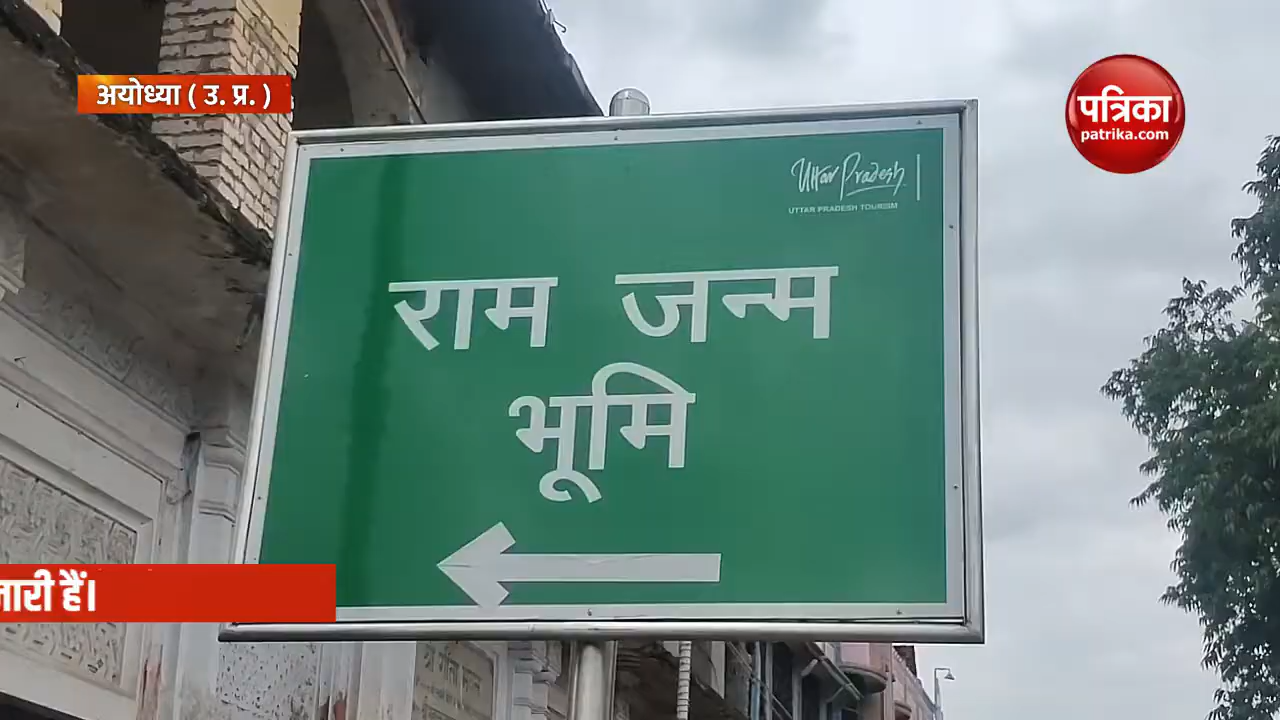 अयोध्या ( उ. प्र. )
पत्रिका
patrika.com
Uttar Pradesh
UTTAR PRADESH TOURISM
राम जन्म
भूमि
हैं।